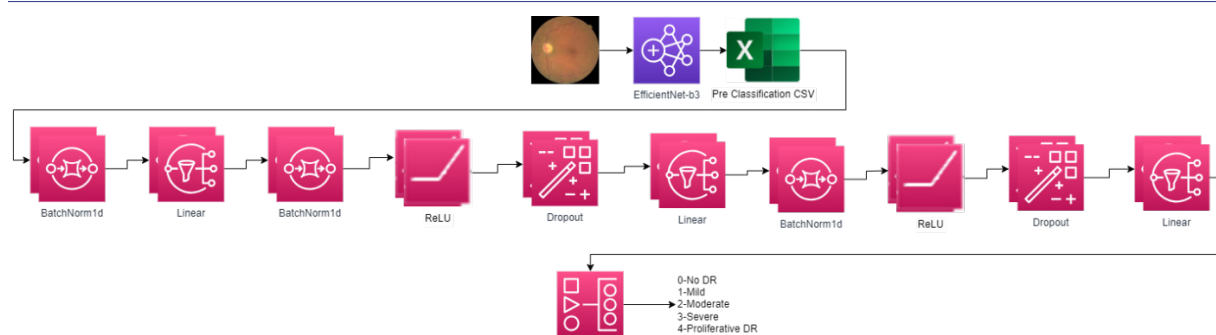 X
EfficientNet-b3
Pre Classification CSV
BatchNorm1d
Linear
BatchNorm1d
ReLU
Dropout
Linear
BatchNorm1d
ReLU
Dropout
Linear
0-No DR
1-Mild
2-Moderate
3-Severe
4-Proliferative DR